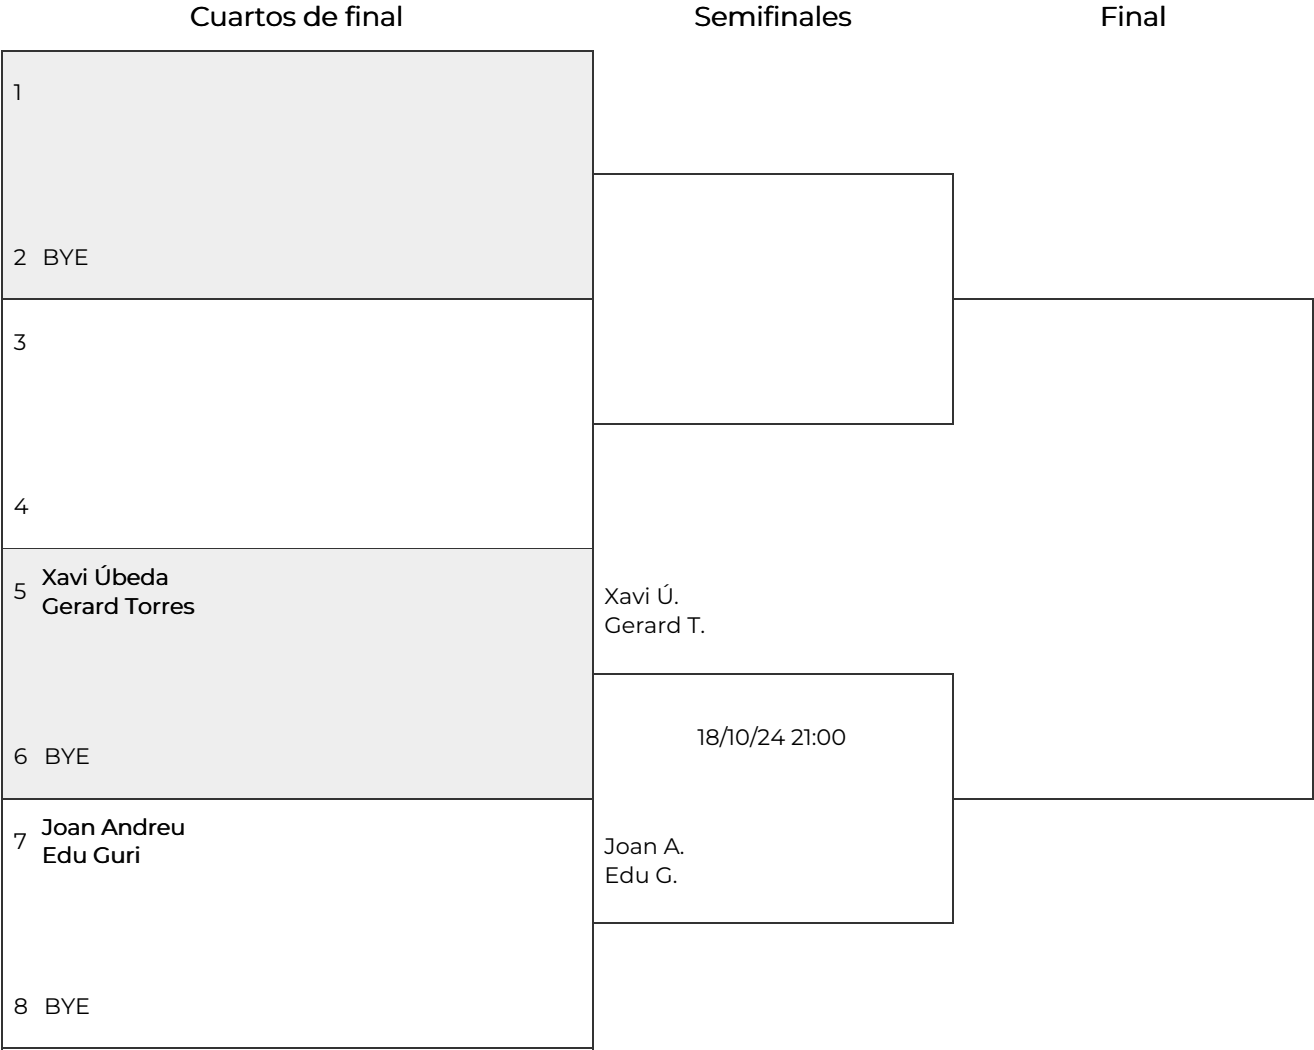 Cuartos de final
Semifinales
Final
1
2 BYE
3
4
5
Xavi Úbeda
Gerard Torres
6 BYE
7
Joan Andreu
Edu Guri
8 BYE
Xavi Ú.
Gerard T.
18/10/24 21:00
Joan A.
Edu G.